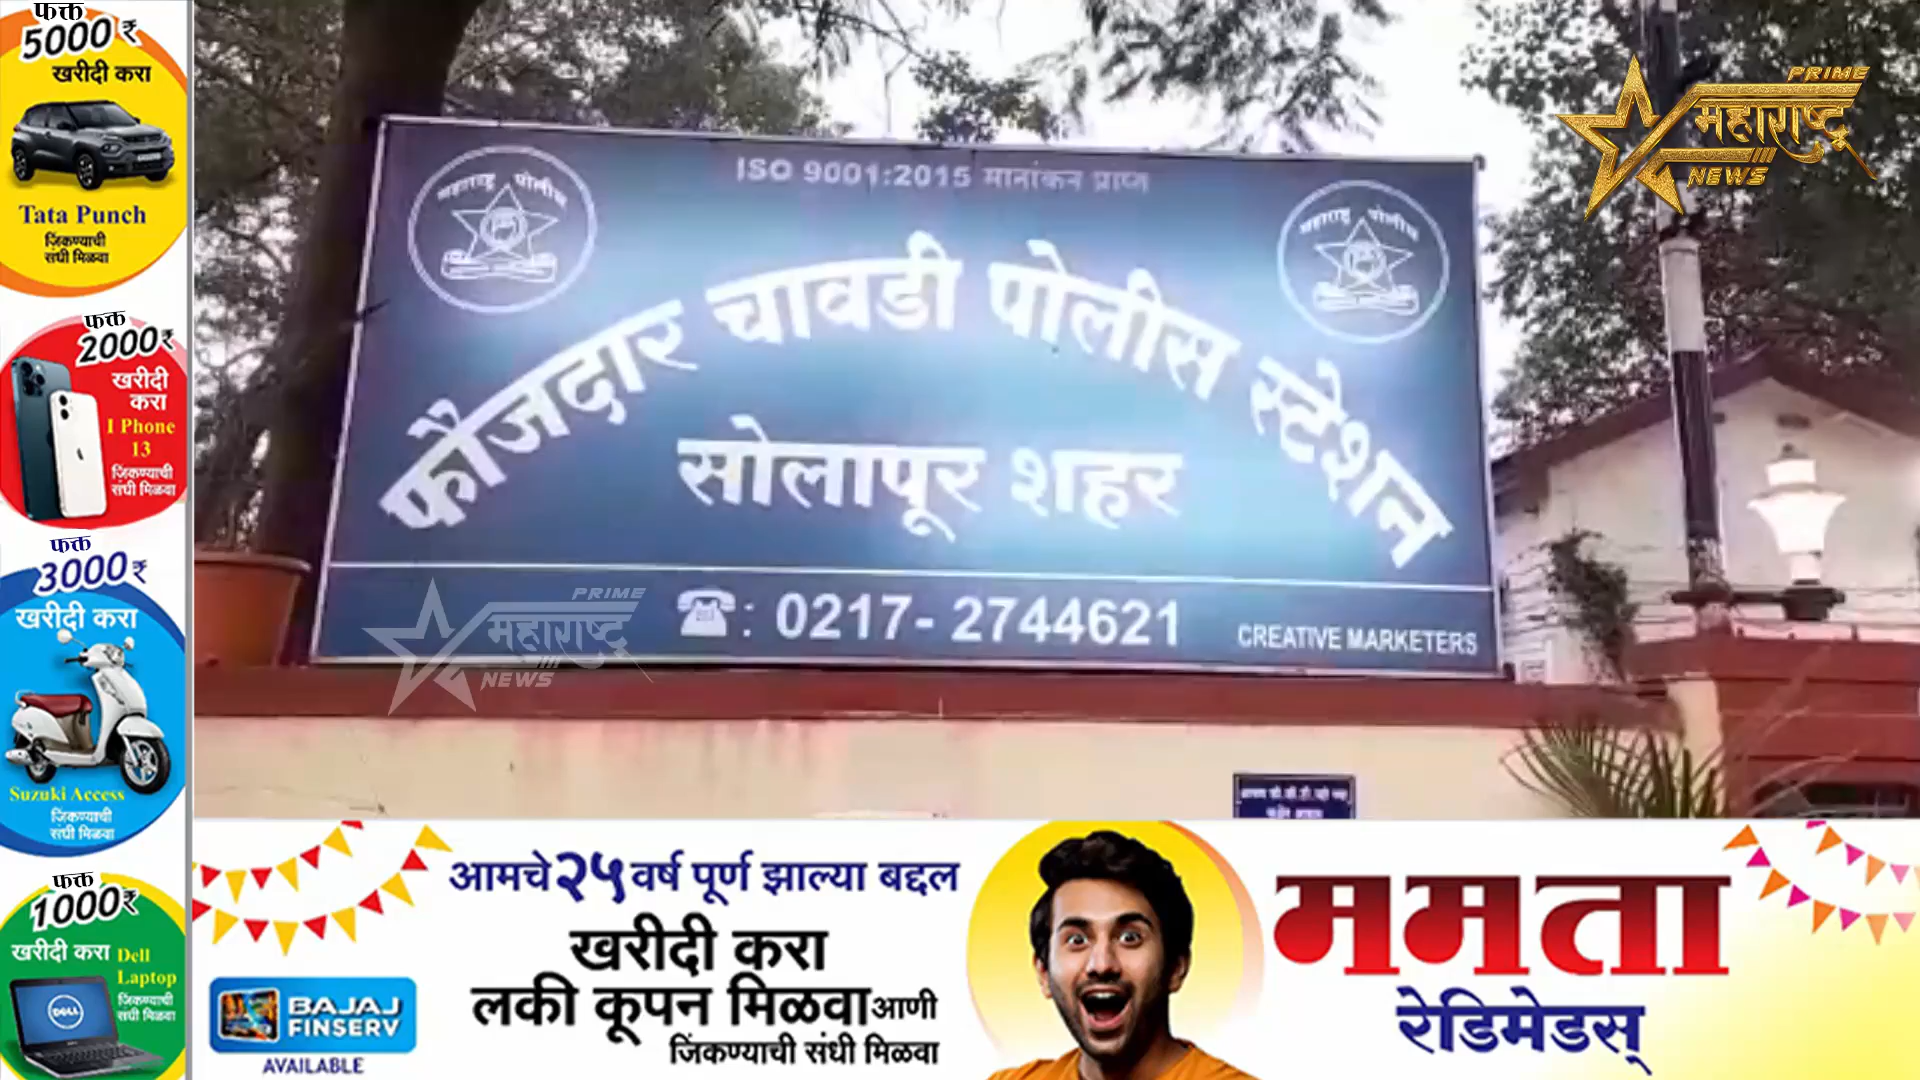 फक्त
5000₹
खरीदी करा
Tata Punch
जिंकण्याची
संधी मिळवा
फक्त
2000₹
खरीदी
करा
I Phone
13
जिंकण्याची
संधी मिळवा
फक्त
3000₹
खरीदी करा
Suzuki Access
जिंकण्याची
संधी मिळवा
फक्त
1000₹
खरीदी करा
Dell
Laptop
जिंकण्याची
संधी मिळवा
DELL
ISO 9001:2015 मानांकन प्राप्त
महाराष्ट्र पोलीस
महाराष्ट्र पोलीस
फौजदार चावडी पोलीस स्टेशन
सोलापूर शहर
☎: 0217- 2744621
CREATIVE MARKETERS
PRIME
महाराष्ट्र
NEWS
PRIME
महाराष्ट्र
NEWS
आमचे २५ वर्ष पूर्ण झाल्या बद्दल
खरीदी करा
लकी कूपन मिळवा आणी
जिंकण्याची संधी मिळवा
BAJAJ
FINSERV
AVAILABLE
ममता
रेडिमेडस्